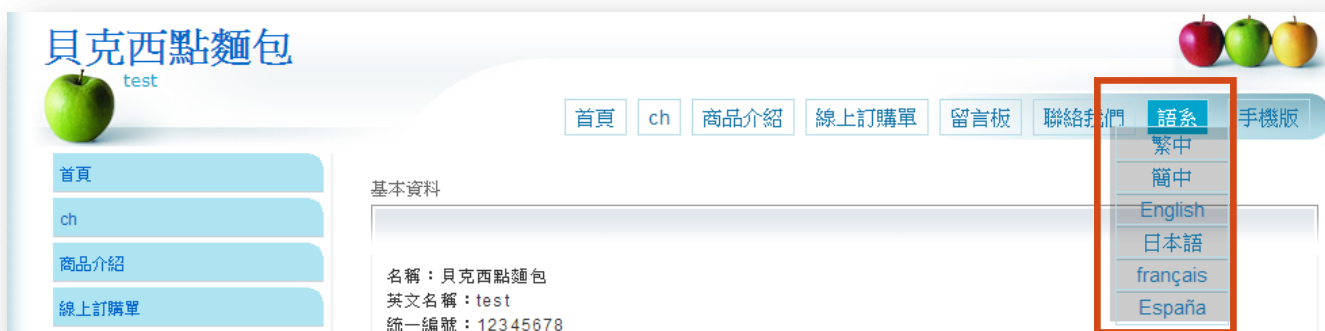 貝克西點麵包
test
首頁 ch 商品介紹 線上訂購單 留言板 聯絡我們 語系 手機版
繁中
簡中
English
日本語
français
España
首頁
ch
商品介紹
線上訂購單
基本資料
名稱：貝克西點麵包
英文名稱：test
統一編號：12345678